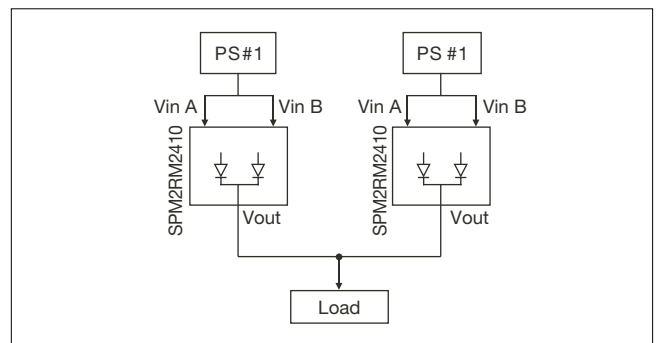 PS#1
PS#1
Vin A
Vin B
Vin A
Vin B
SPM2RM2410
SPM2RM2410
Vout
Vout
Load